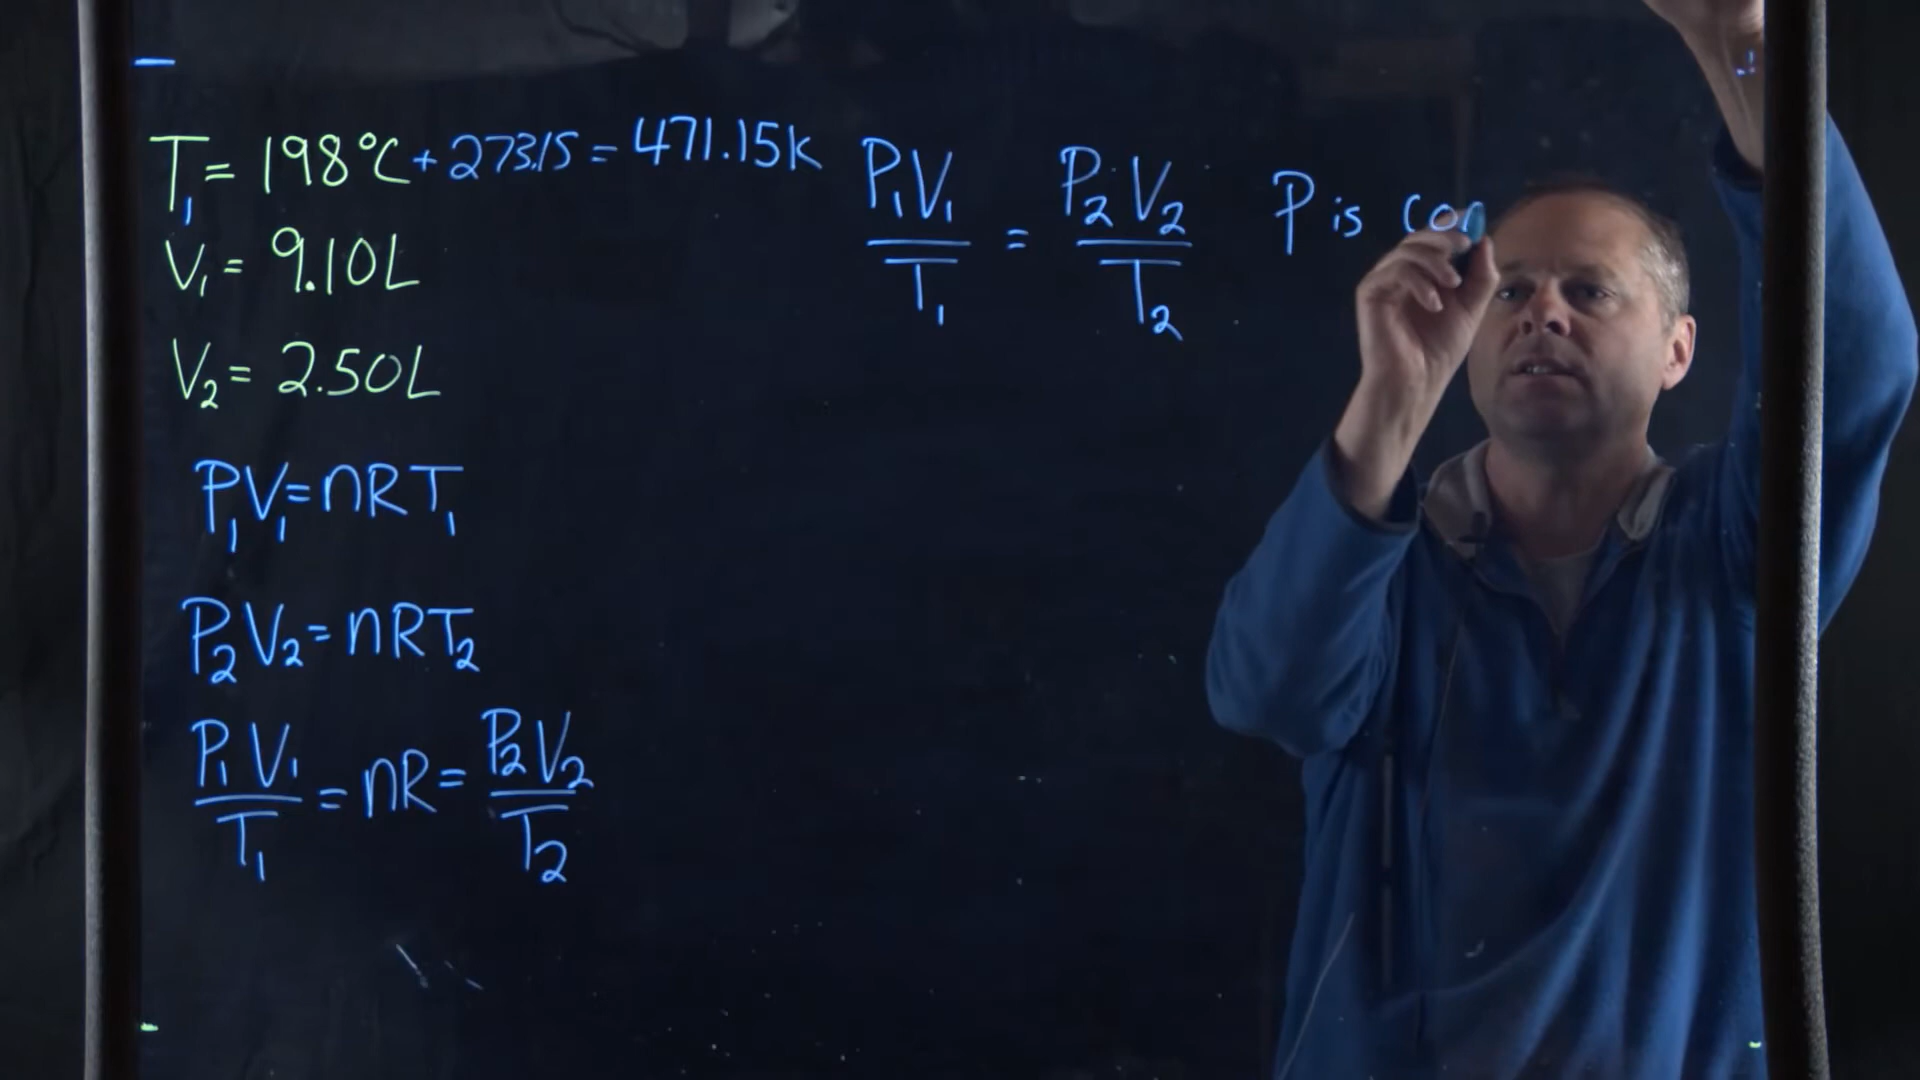 T₁ = 198°C + 273.15 = 471.15K
V₁ = 9.10L
V₂ = 2.50L
P₁V₁ = nRT₁
P₂V₂ = nRT₂
P₁V₁/T₁ = nR = P₂V₂/T₂
P₁V₁/T₁ = P₂V₂/T₂
P is con